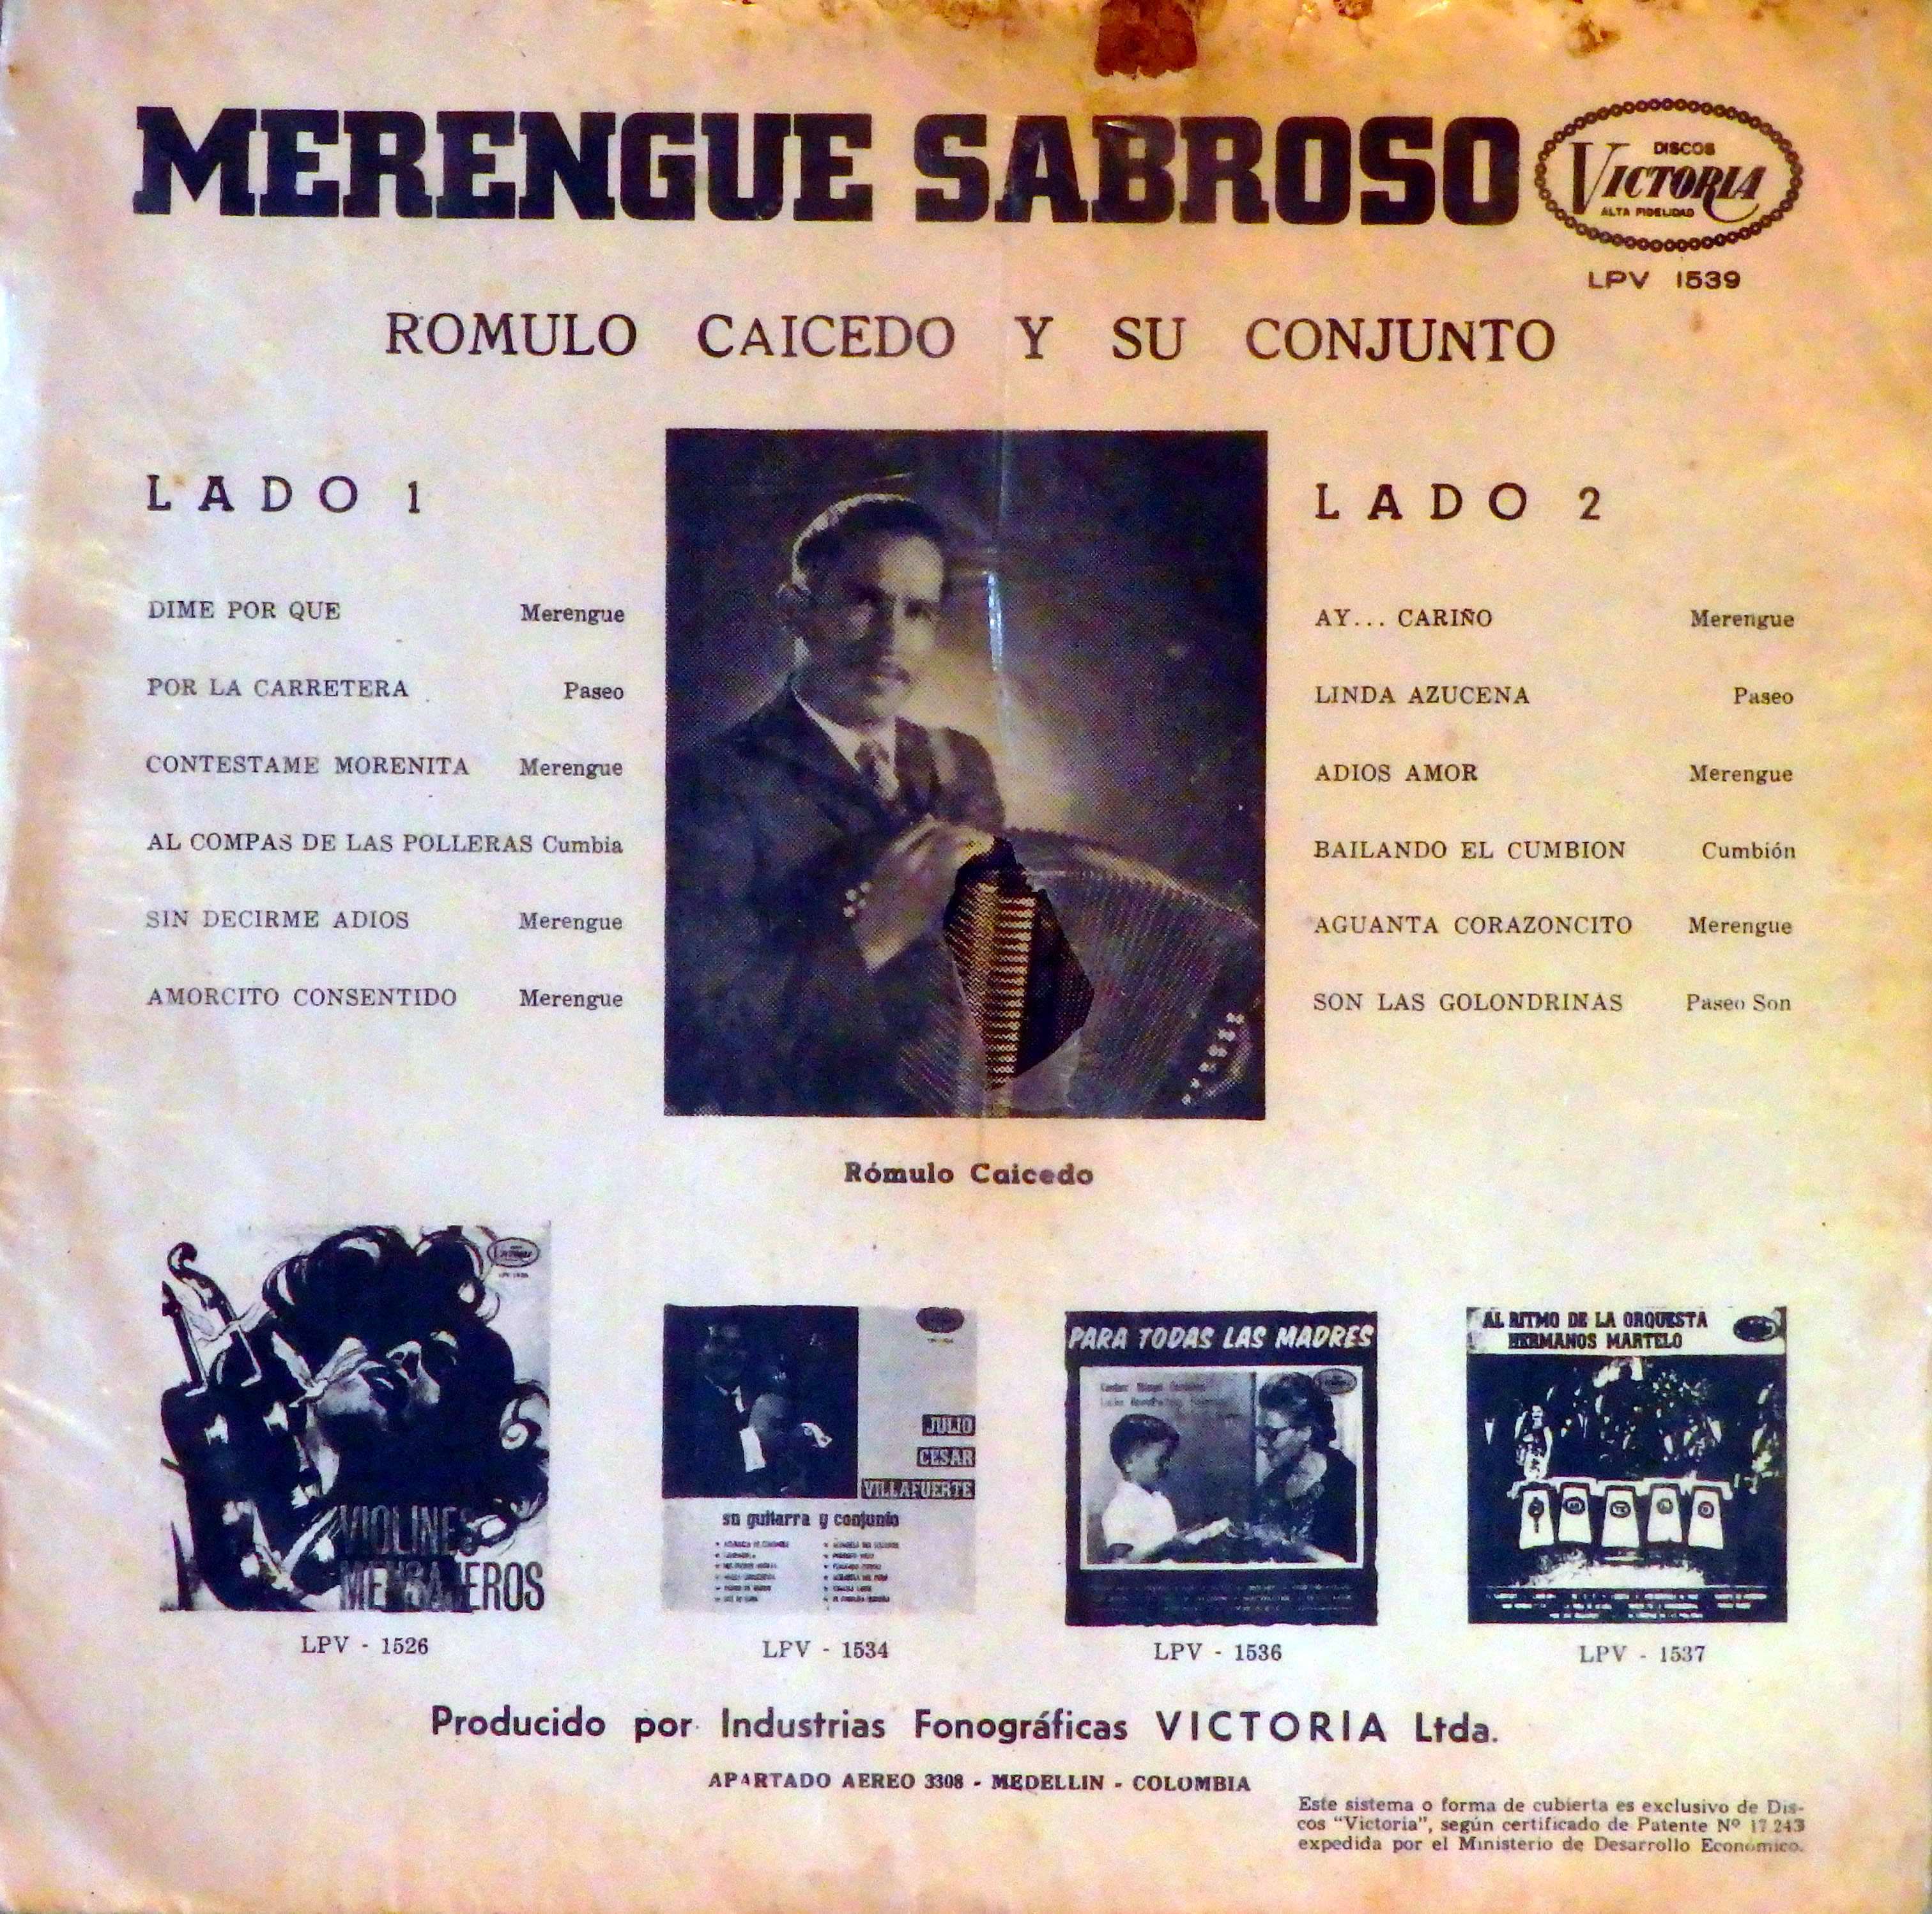 MERENGUE SABROSO
DISCOS
VICTORIA
ALTA FIDELIDAD
LPV 1539
ROMULO CAICEDO Y SU CONJUNTO
LADO 1
DIME POR QUE Merengue
POR LA CARRETERA Paseo
CONTESTAME MORENITA Merengue
AL COMPAS DE LAS POLLERAS Cumbia
SIN DECIRME ADIOS Merengue
AMORCITO CONSENTIDO Merengue
LADO 2
AY... CARIÑO Merengue
LINDA AZUCENA Paseo
ADIOS AMOR Merengue
BAILANDO EL CUMBION Cumbión
AGUANTA CORAZONCITO Merengue
SON LAS GOLONDRINAS Paseo Son
Rómulo Caicedo
VIOLINES
MENSAJEROS
LPV - 1526
JULIO
CESAR
VILLAFUERTE
su guitarra y conjunto
LPV - 1534
PARA TODAS LAS MADRES
LPV - 1536
AL RITMO DE LA ORQUESTA
HERMANOS MARTELO
LPV - 1537
Producido por Industrias Fonográficas VICTORIA Ltda.
APARTADO AEREO 3308 - MEDELLIN - COLOMBIA
Este sistema o forma de cubierta es exclusivo de Dis-
cos "Victoria", según certificado de Patente Nº 17243
expedida por el Ministerio de Desarrollo Económico.